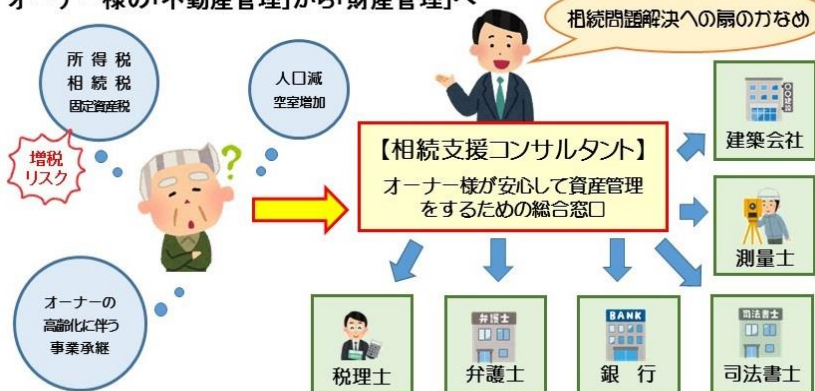 オーナー様の「不動産管理」から「財産管理」へ
相続問題解決への扇のかなめ
所得税
相続税
固定資産税
人口減
空室増加
増税
リスク
?
オーナーの
高齢化に伴う
事業承継
【相続支援コンサルタント】
オーナー様が安心して資産管理
をするための総合窓口
〇〇建設
建築会社
測量士
税理士
弁護士
弁護士
BANK
銀 行
司法書士
司法書士